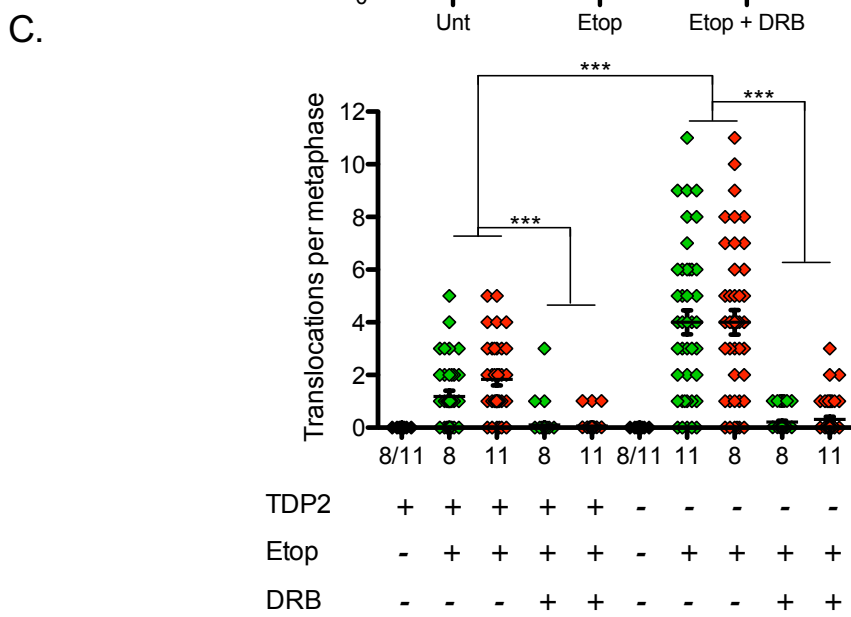 C.
Unt Etop Etop + DRB
***
***
***
Translocations per metaphase
12
10
8
6
4
2
0
8/11 8 11 8 11 8/11 11 8 8 11
TDP2 + + + + + - - - - -
Etop - + + + + - + + + +
DRB - - - + + - - - + +